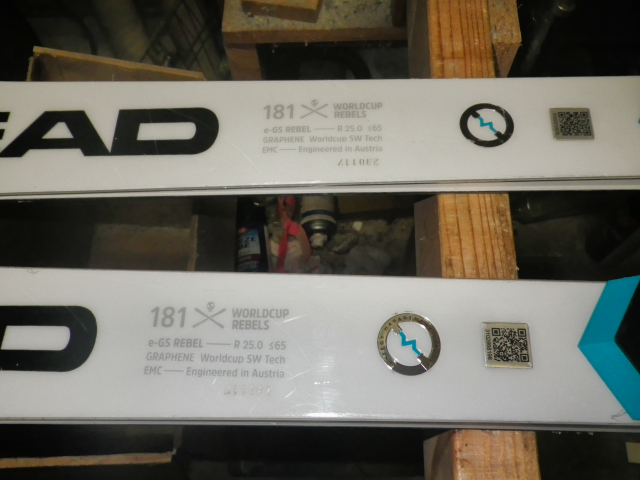 EAD
181 WORLDCUP
REBELS
e-GS REBEL — R 25.0 ≤65
GRAPHENE Worldcup SW Tech
EMC — Engineered in Austria
D
181 WORLDCUP
REBELS
e-GS REBEL — R 25.0 ≤65
GRAPHENE Worldcup SW Tech
EMC — Engineered in Austria